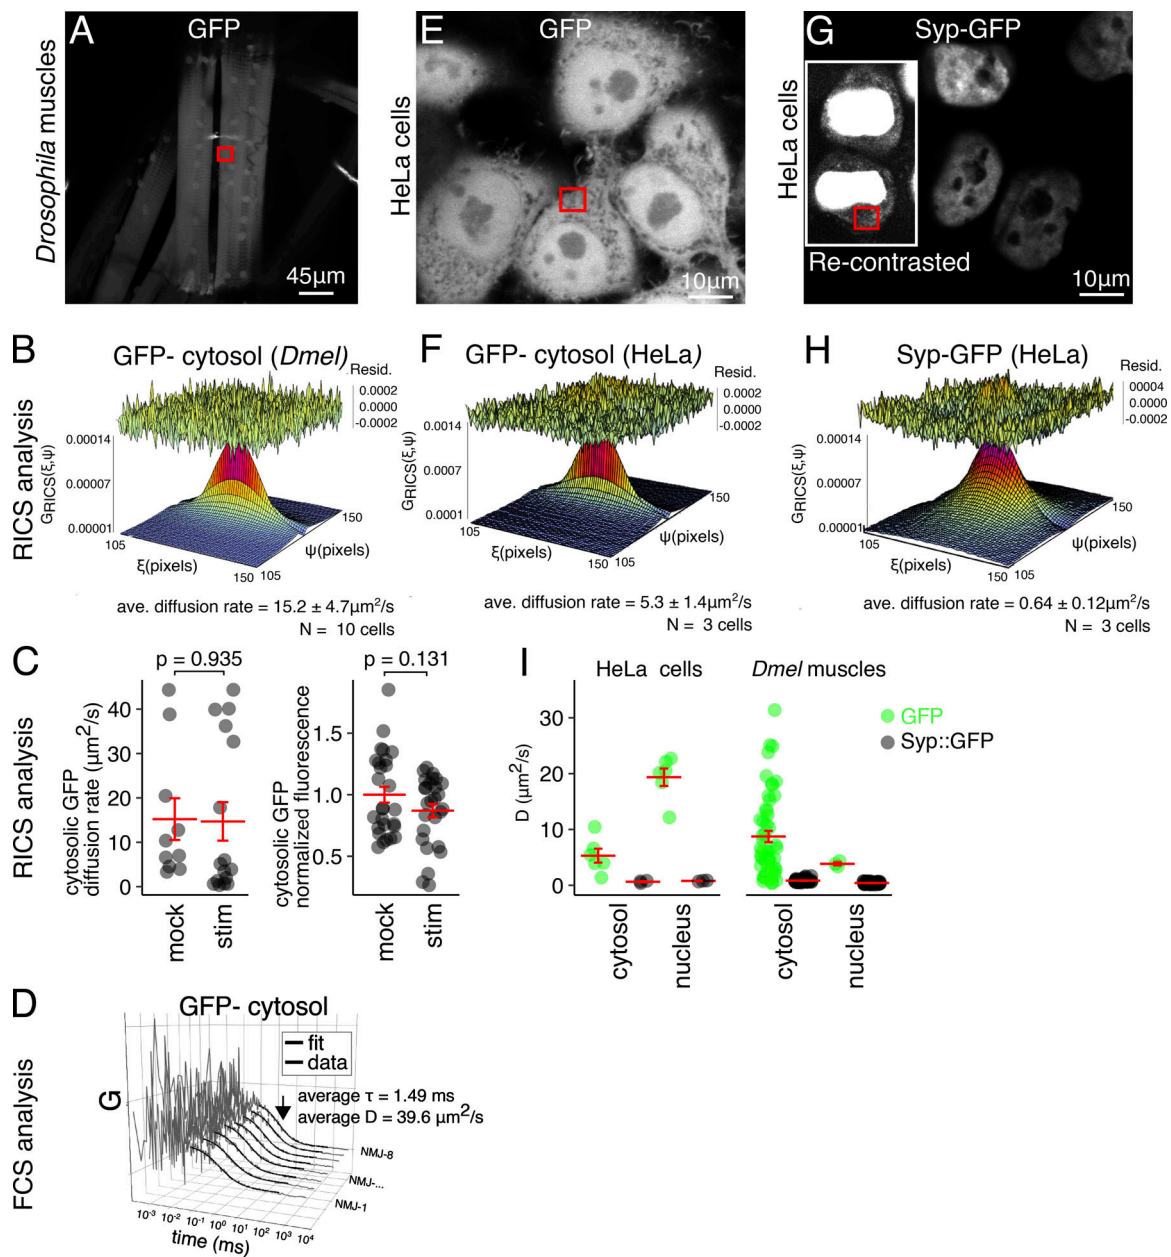 A
GFP
Drosophila muscles
45μm
E
GFP
HeLa cells
10μm
G
Syp-GFP
HeLa cells
Re-contrasted
10μm
RICS analysis
B
GFP- cytosol (Dmel)
Resid.
0.0002
0.0000
-0.0002
GRICS(ξ,ψ)
0.00014
0.00007
0.00001
105
ξ(pixels)
150
105
ψ(pixels)
150
ave. diffusion rate = 15.2 ± 4.7μm²/s
N = 10 cells
F
GFP- cytosol (HeLa)
Resid.
0.0002
0.0000
-0.0002
GRICS(ξ,ψ)
0.0014
0.0007
0.0001
105
ξ(pixels)
150
105
ψ(pixels)
150
ave. diffusion rate = 5.3 ± 1.4μm²/s
N = 3 cells
H
Syp-GFP (HeLa)
Resid.
00004
0.0000
-0.0002
GRICS(ξ,ψ)
0.00014
0.00007
0.00001
105
ξ(pixels)
150
105
ψ(pixels)
150
ave. diffusion rate = 0.64 ± 0.12μm²/s
N = 3 cells
RICS analysis
C
p = 0.935
cytosolic GFP
diffusion rate (μm²/s)
40
30
20
10
0
mock
stim
p = 0.131
cytosolic GFP
normalized fluorescence
1.5
1.0
0.5
mock
stim
I
HeLa cells
Dmel muscles
GFP
Syp::GFP
D (μm²/s)
30
20
10
0
cytosol
nucleus
cytosol
nucleus
FCS analysis
D
GFP- cytosol
fit
data
G
average τ = 1.49 ms
average D = 39.6 μm²/s
NMJ-8
NMJ-...
NMJ-1
10⁻³ 10⁻² 10⁻¹ 10⁰ 10¹ 10² 10³ 10⁴
time (ms)